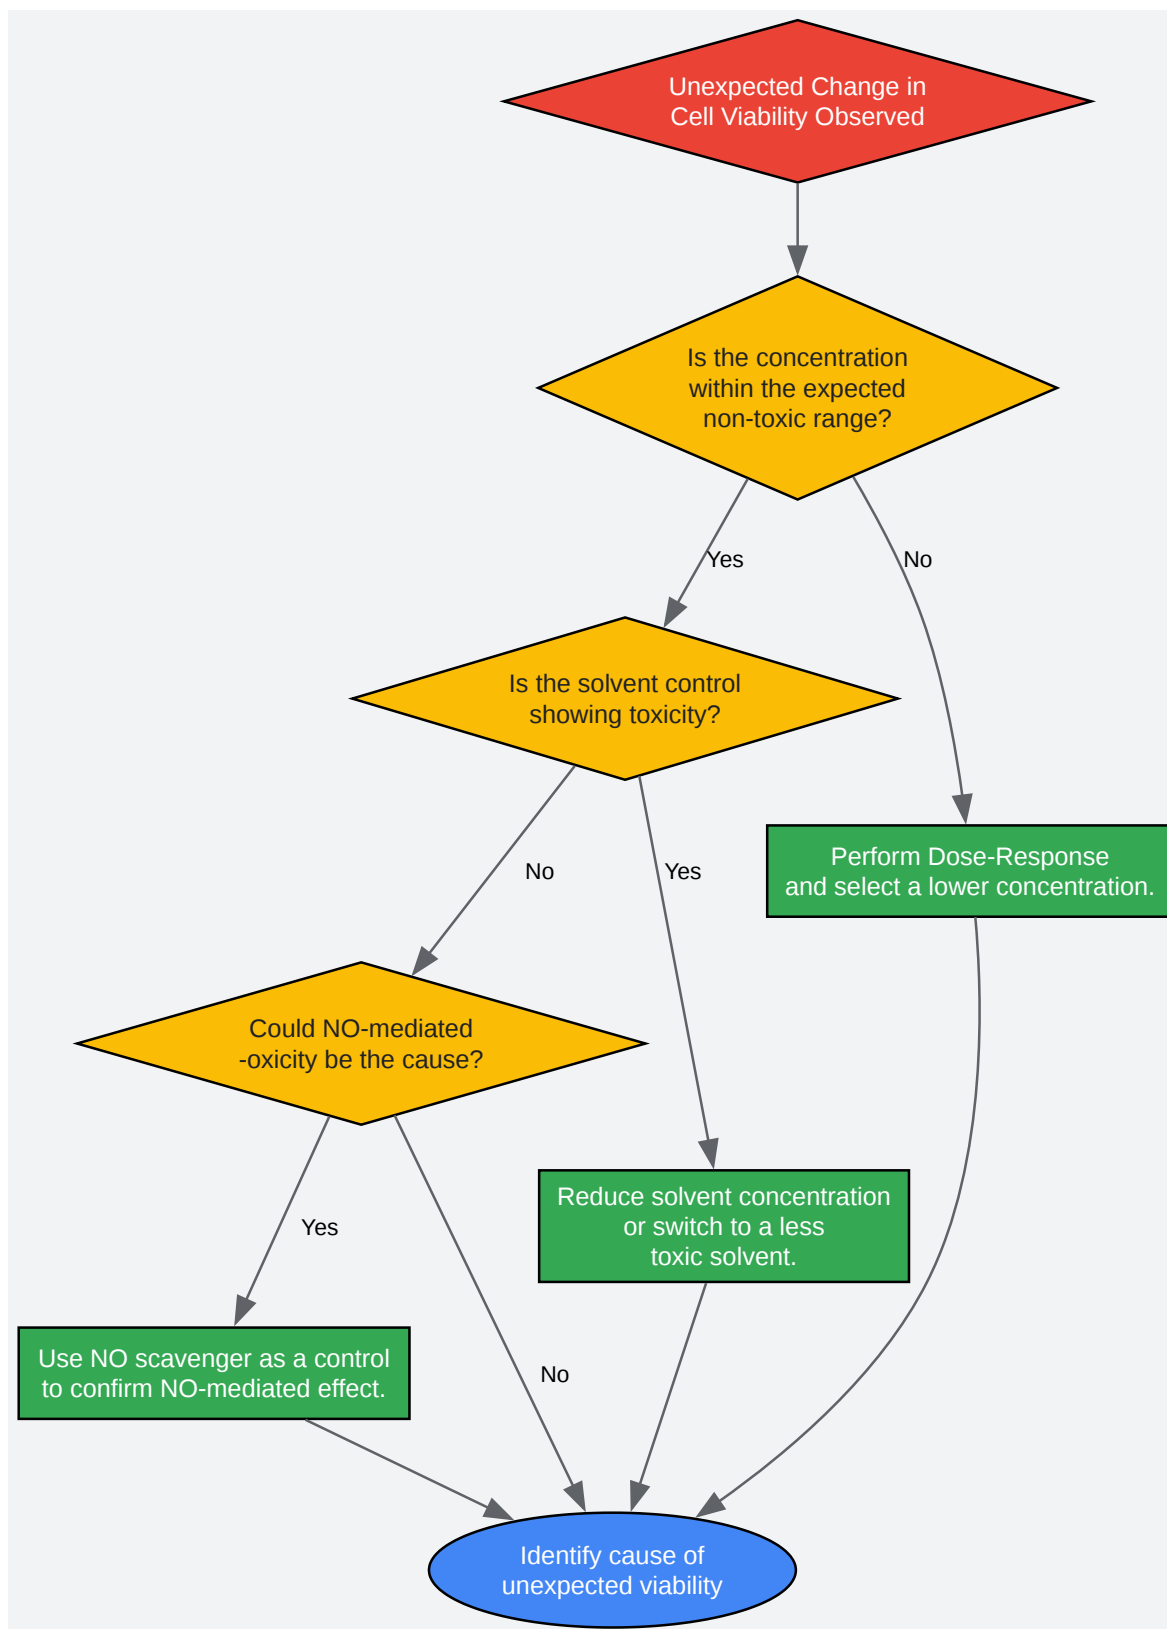 Unexpected Change in
Cell Viability Observed
Is the concentration
within the expected
non-toxic range?
Yes
No
Is the solvent control
showing toxicity?
Perform Dose-Response
and select a lower concentration.
No
Yes
Could NO-mediated
-oxicity be the cause?
Reduce solvent concentration
or switch to a less
toxic solvent.
Yes
Use NO scavenger as a control
to confirm NO-mediated effect.
No
Identify cause of
unexpected viability